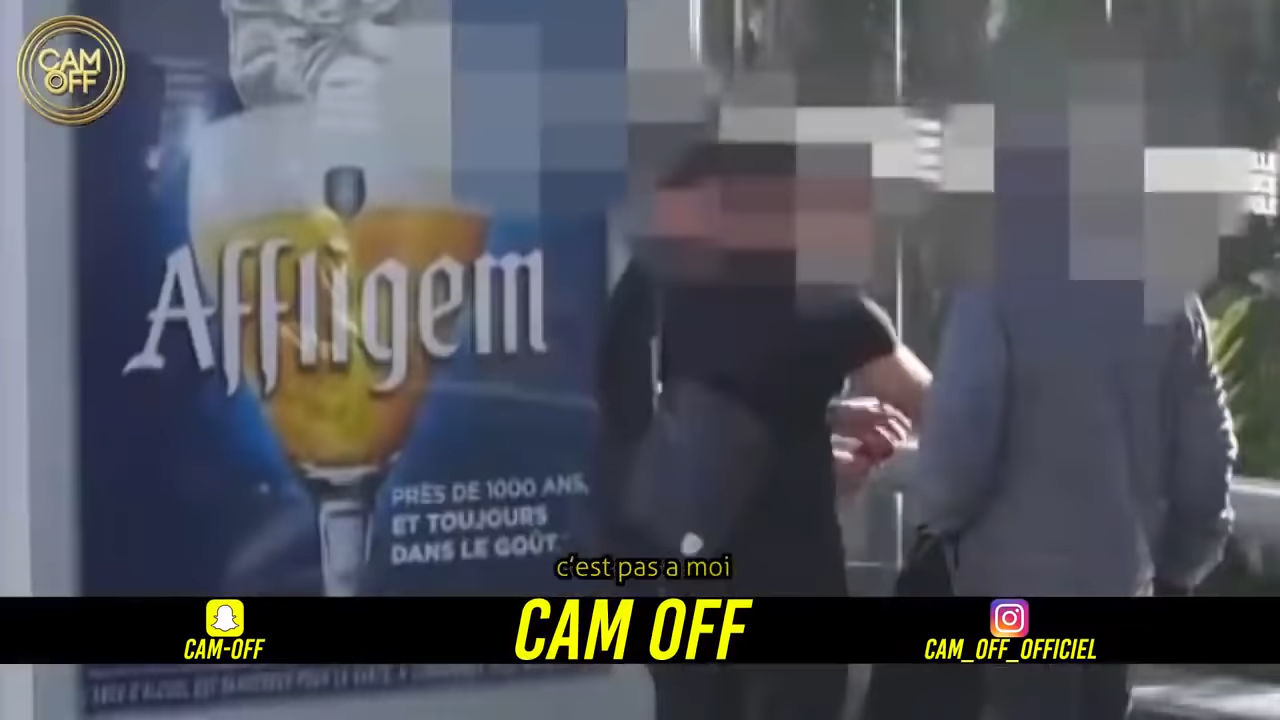 CAM
OFF
Affligem
PRÈS DE 1000 ANS,
ET TOUJOURS
DANS LE GOÛT.
c'est pas a moi
CAM-OFF
CAM OFF
CAM_OFF_OFFICIEL